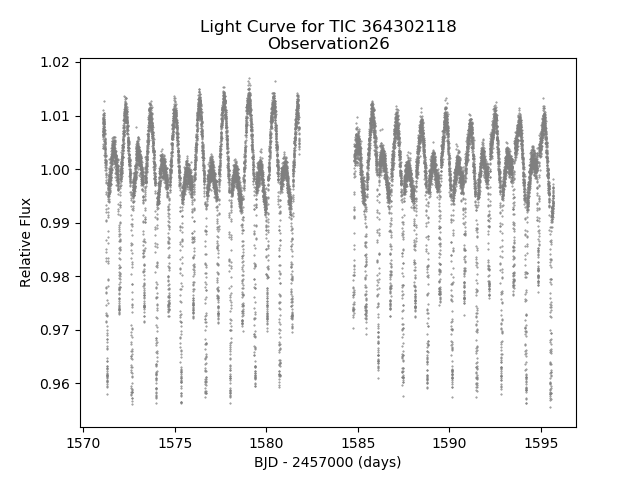 Light Curve for TIC 364302118
Observation26
1.02
1.01
1.00
0.99
0.98
0.97
0.96
Relative Flux
1570 1575 1580 1585 1590 1595
BJD - 2457000 (days)